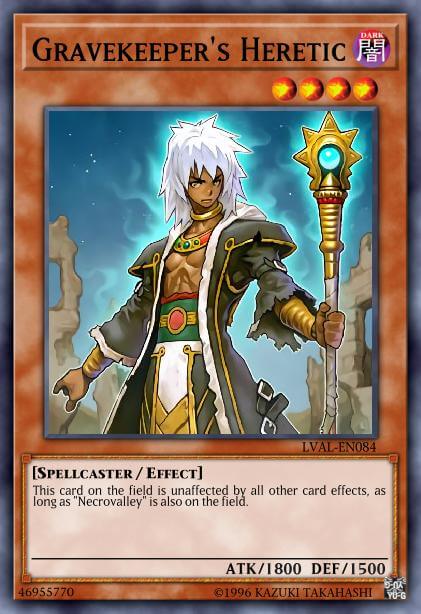 GRAVEKEEPER'S HERETIC
DARK
闇
LVAL-EN084
[SPELLCASTER / EFFECT]
This card on the field is unaffected by all other card effects, as
long as "Necrovalley" is also on the field.
ATK/1800 DEF/1500
46955770
©1996 KAZUKI TAKAHASHI